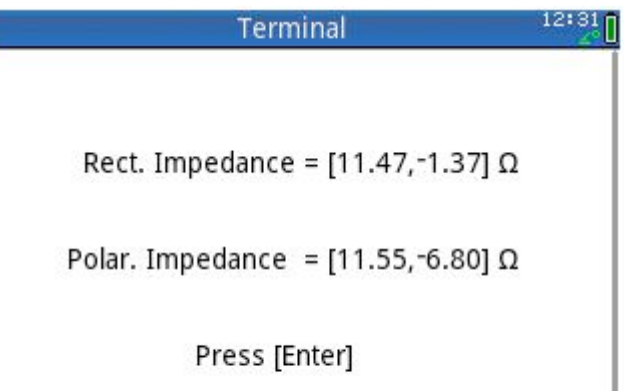 Terminal
12:31
Rect. Impedance = [11.47,-1.37] Ω
Polar. Impedance  = [11.55,-6.80] Ω
Press [Enter]